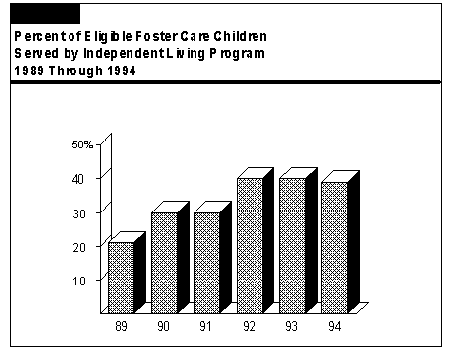 Percent of Eligible Foster Care Children
Served by Independent Living Program
1989 Through 1994
50%
40
30
20
10
89 90 91 92 93 94